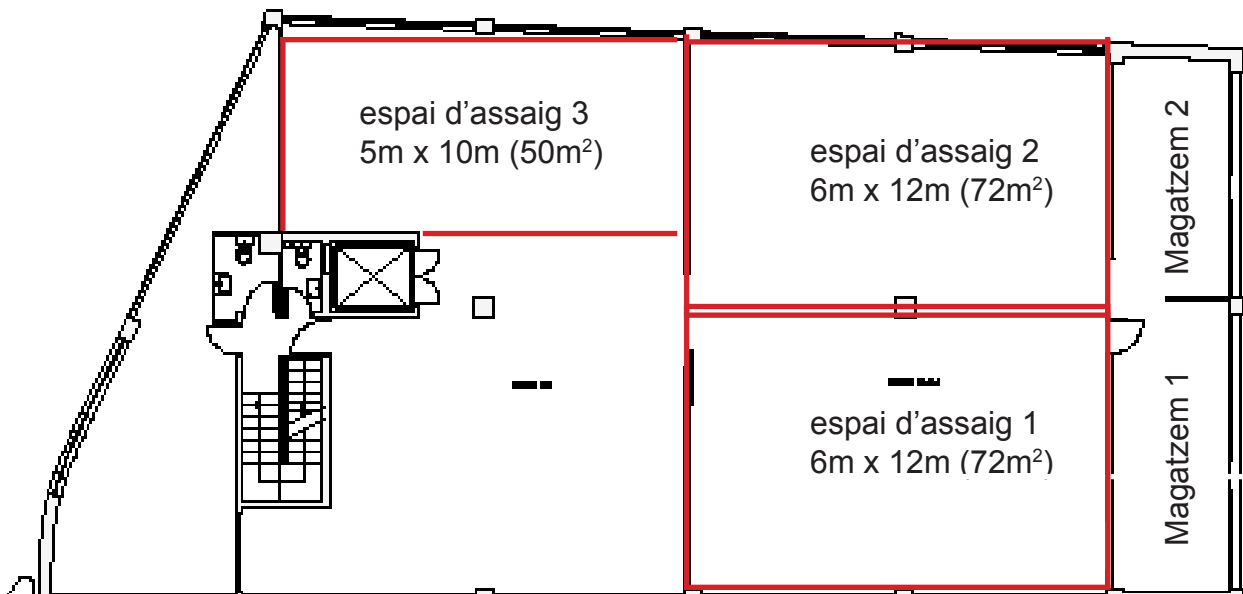 espai d’assaig 3
5m x 10m (50m²)
espai d’assaig 2
6m x 12m (72m²)
Magatzem 2
espai d’assaig 1
6m x 12m (72m²)
Magatzem 1